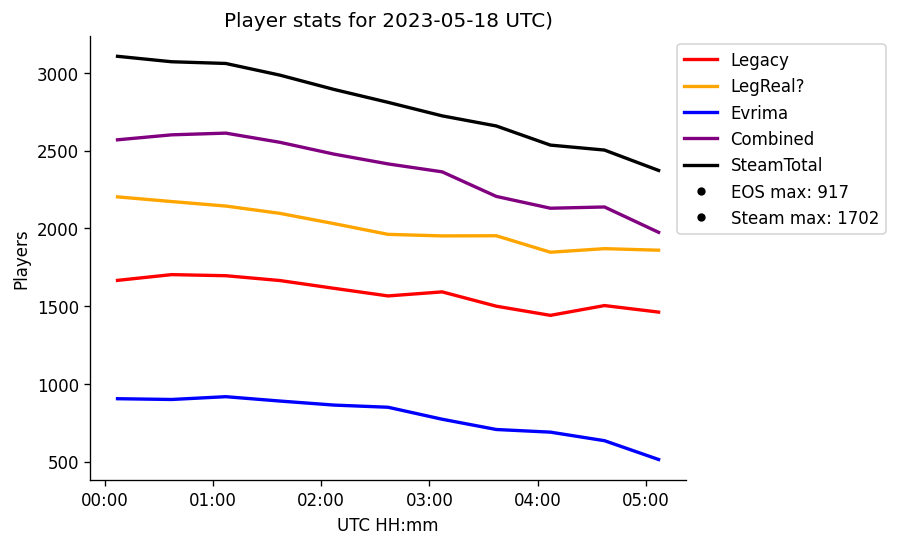 Player stats for 2023-05-18 UTC)
Legacy
LegReal?
Evrima
Combined
SteamTotal
EOS max: 917
Steam max: 1702
Players
3000
2500
2000
1500
1000
500
00:00 01:00 02:00 03:00 04:00 05:00
UTC HH:mm